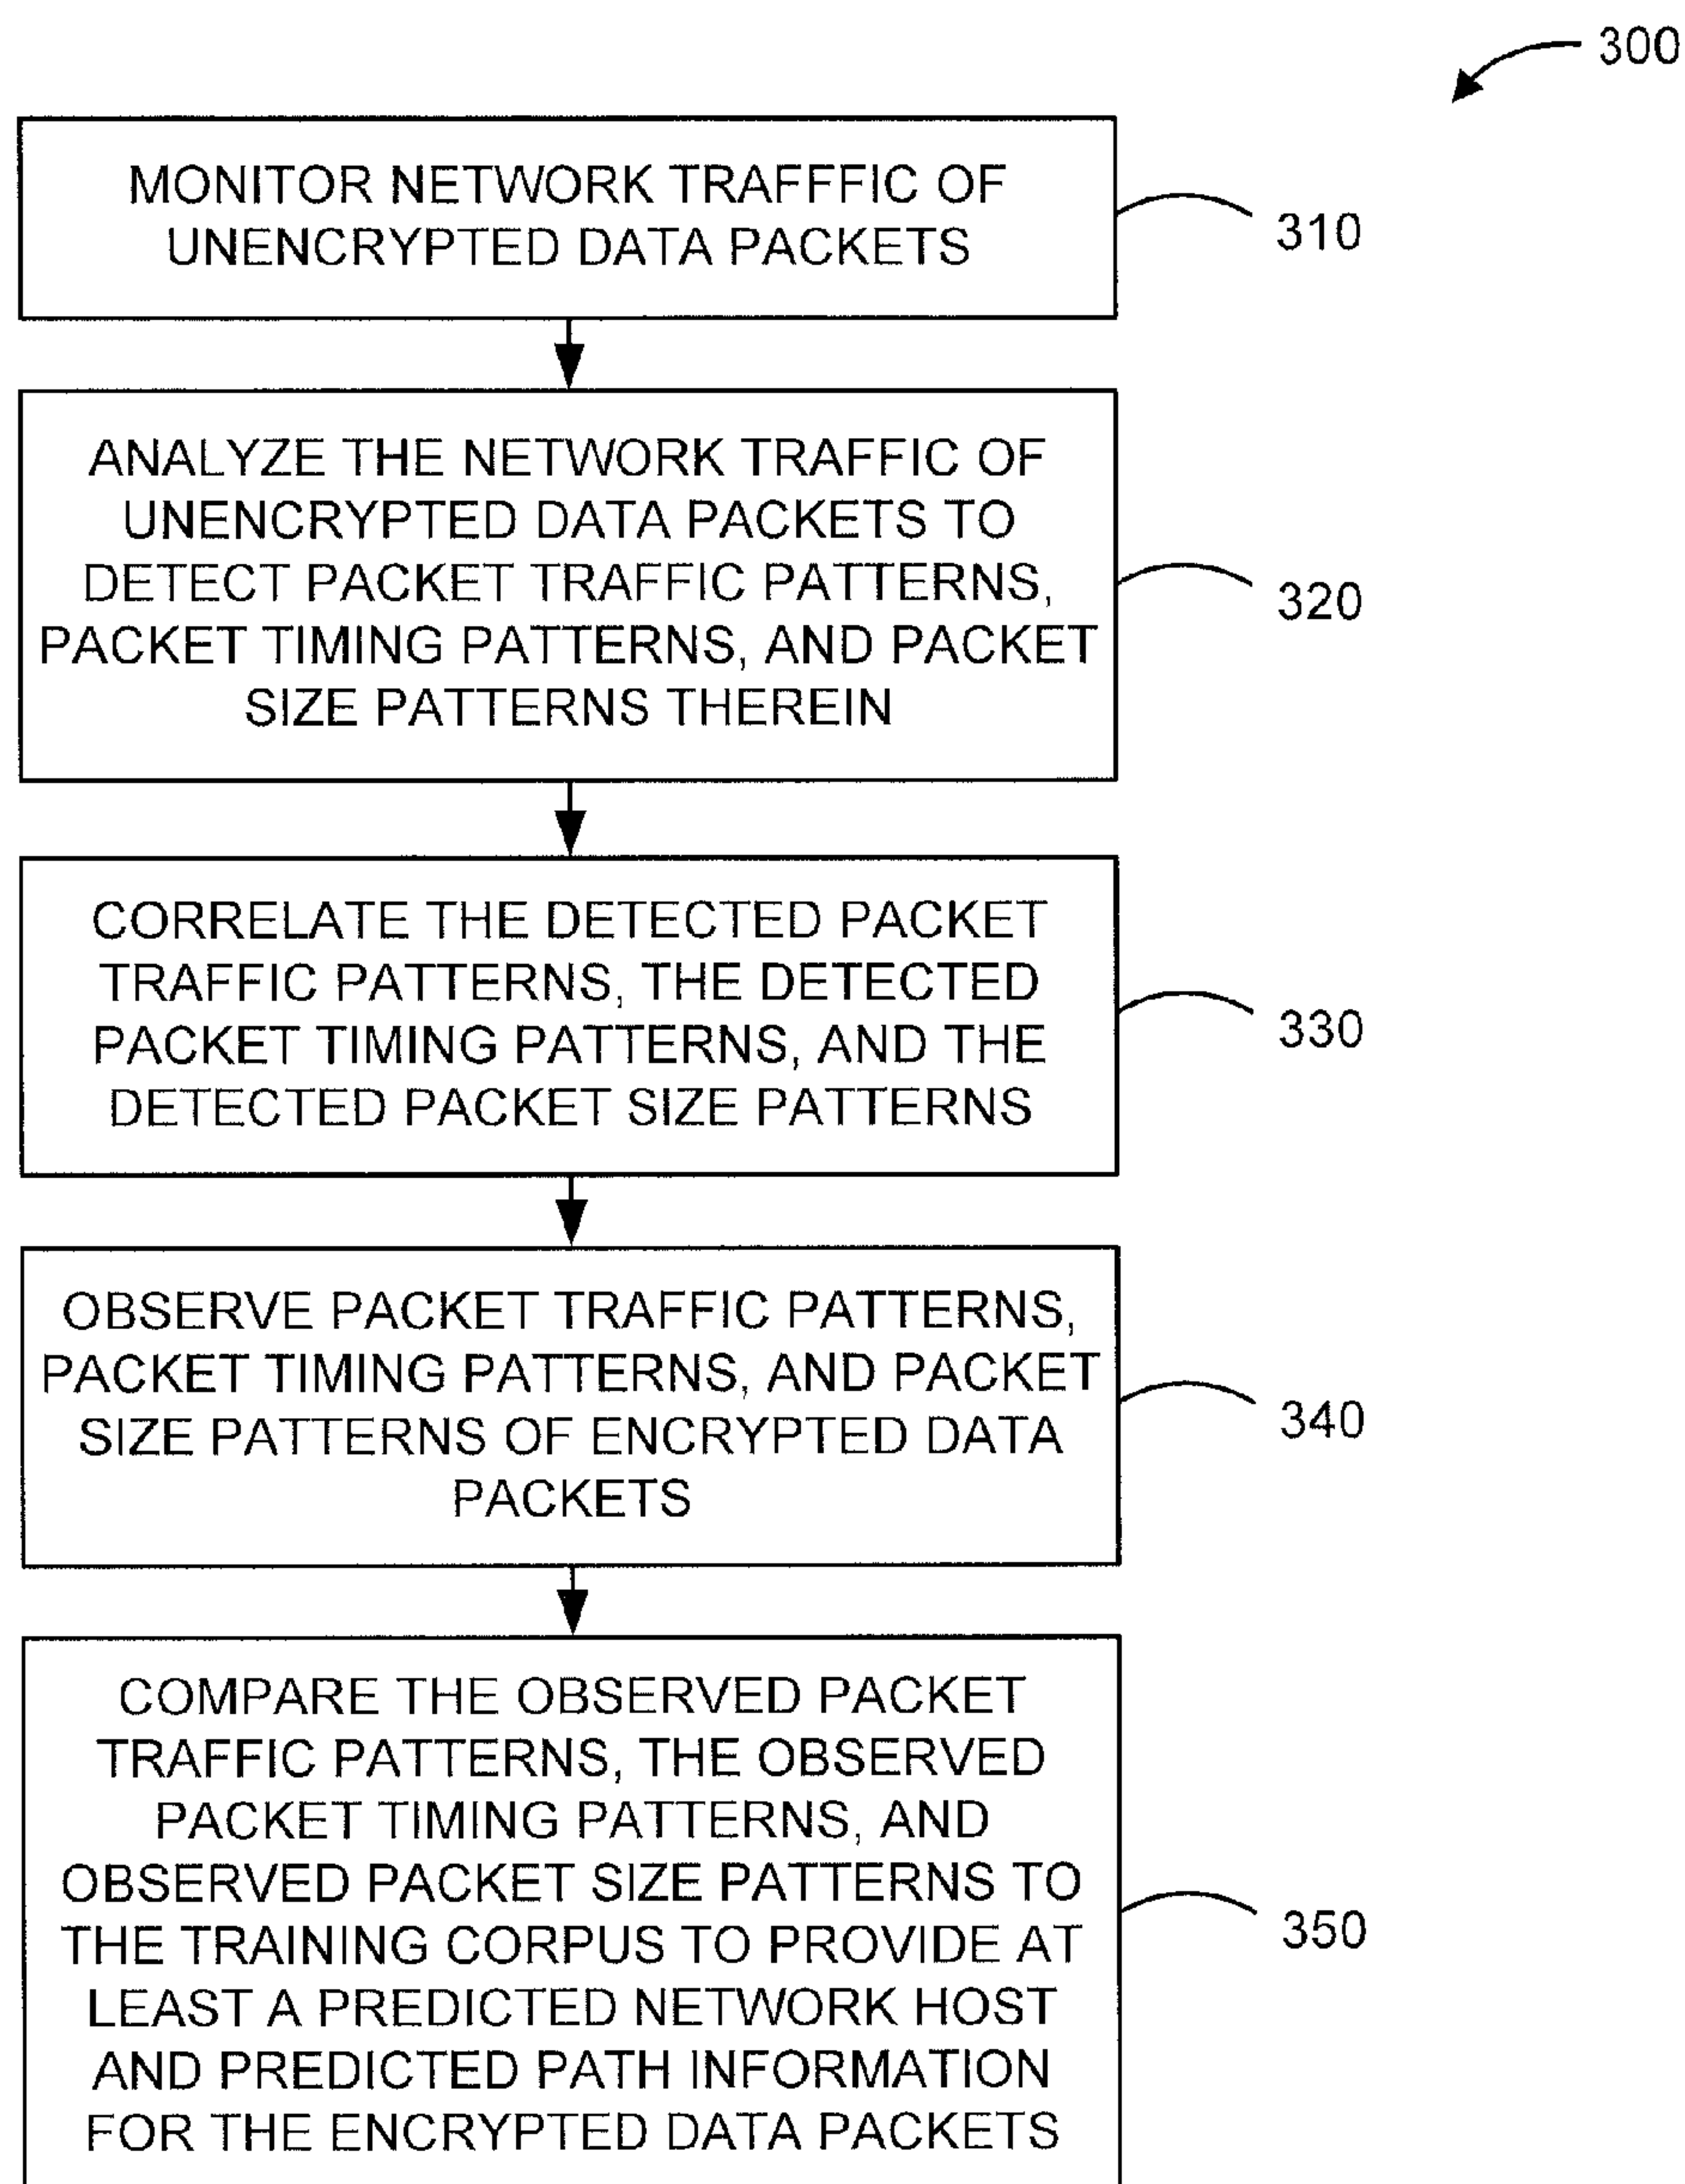 300
MONITOR NETWORK TRAFFFIC OF
UNENCRYPTED DATA PACKETS
310
ANALYZE THE NETWORK TRAFFIC OF
UNENCRYPTED DATA PACKETS TO
DETECT PACKET TRAFFIC PATTERNS,
PACKET TIMING PATTERNS, AND PACKET
SIZE PATTERNS THEREIN
320
CORRELATE THE DETECTED PACKET
TRAFFIC PATTERNS, THE DETECTED
PACKET TIMING PATTERNS, AND THE
DETECTED PACKET SIZE PATTERNS
330
OBSERVE PACKET TRAFFIC PATTERNS,
PACKET TIMING PATTERNS, AND PACKET
SIZE PATTERNS OF ENCRYPTED DATA
PACKETS
340
COMPARE THE OBSERVED PACKET
TRAFFIC PATTERNS, THE OBSERVED
PACKET TIMING PATTERNS, AND
OBSERVED PACKET SIZE PATTERNS TO
THE TRAINING CORPUS TO PROVIDE AT
LEAST A PREDICTED NETWORK HOST
AND PREDICTED PATH INFORMATION
FOR THE ENCRYPTED DATA PACKETS
350